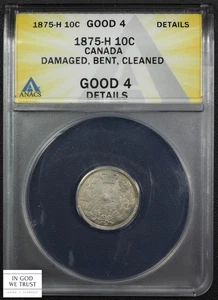 1875-H 10C GOOD 4 DETAILS
1875-H 10C
CANADA
DAMAGED, BENT, CLEANED
GOOD 4
DETAILS
ANACS
IN GOD
WE TRUST